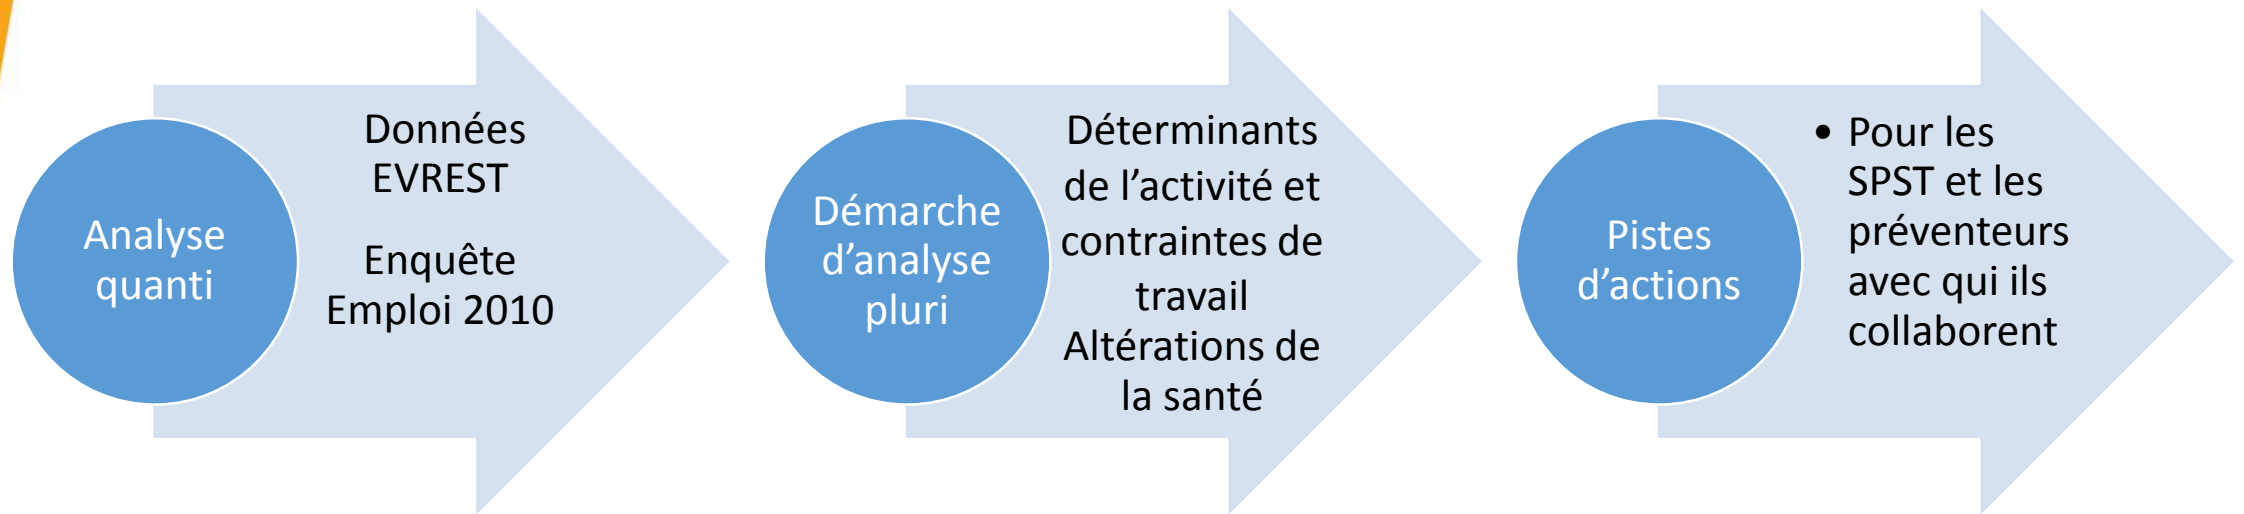 Analyse
quanti
Données
EVREST
Enquête
Emploi 2010
Démarche
d’analyse
pluri
Déterminants
de l’activité et
contraintes de
travail
Altérations de
la santé
Pistes
d’actions
• Pour les
SPST et les
préventeurs
avec qui ils
collaborent